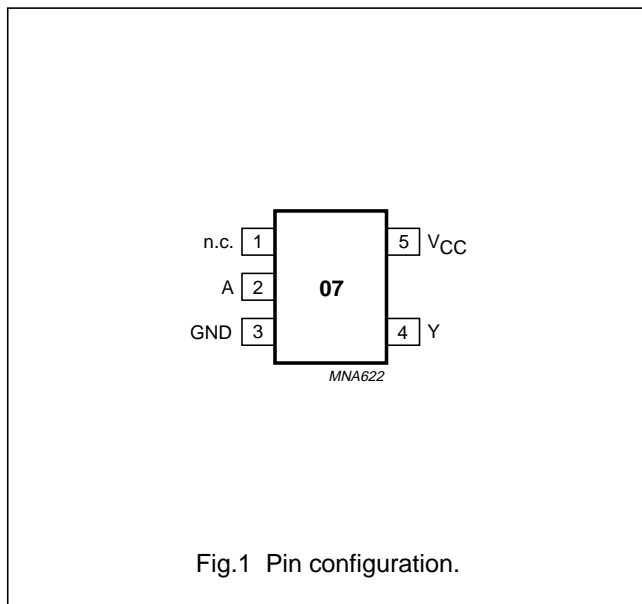 n.c. 1 5 VCC
A 2 07
GND 3 4 Y
MNA622
Fig.1 Pin configuration.